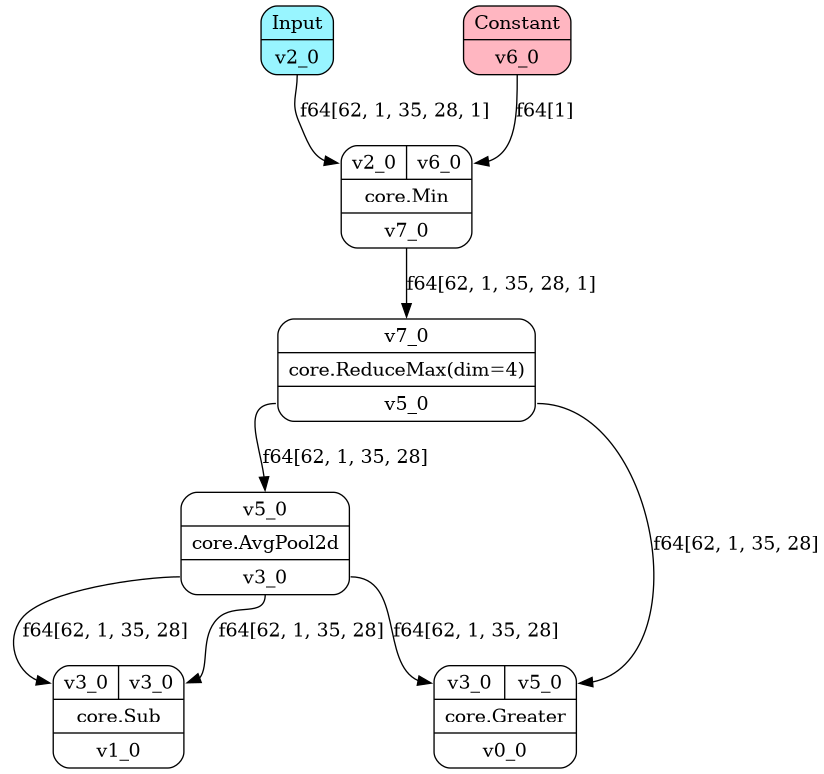 Input
v2_0
Constant
v6_0
f64[62, 1, 35, 28, 1]
f64[1]
v2_0 v6_0
core.Min
v7_0
f64[62, 1, 35, 28, 1]
v7_0
core.ReduceMax(dim=4)
v5_0
f64[62, 1, 35, 28]
f64[62, 1, 35, 28]
v5_0
core.AvgPool2d
v3_0
f64[62, 1, 35, 28]
f64[62, 1, 35, 28]
f64[62, 1, 35, 28]
v3_0 v3_0
core.Sub
v1_0
v3_0 v5_0
core.Greater
v0_0